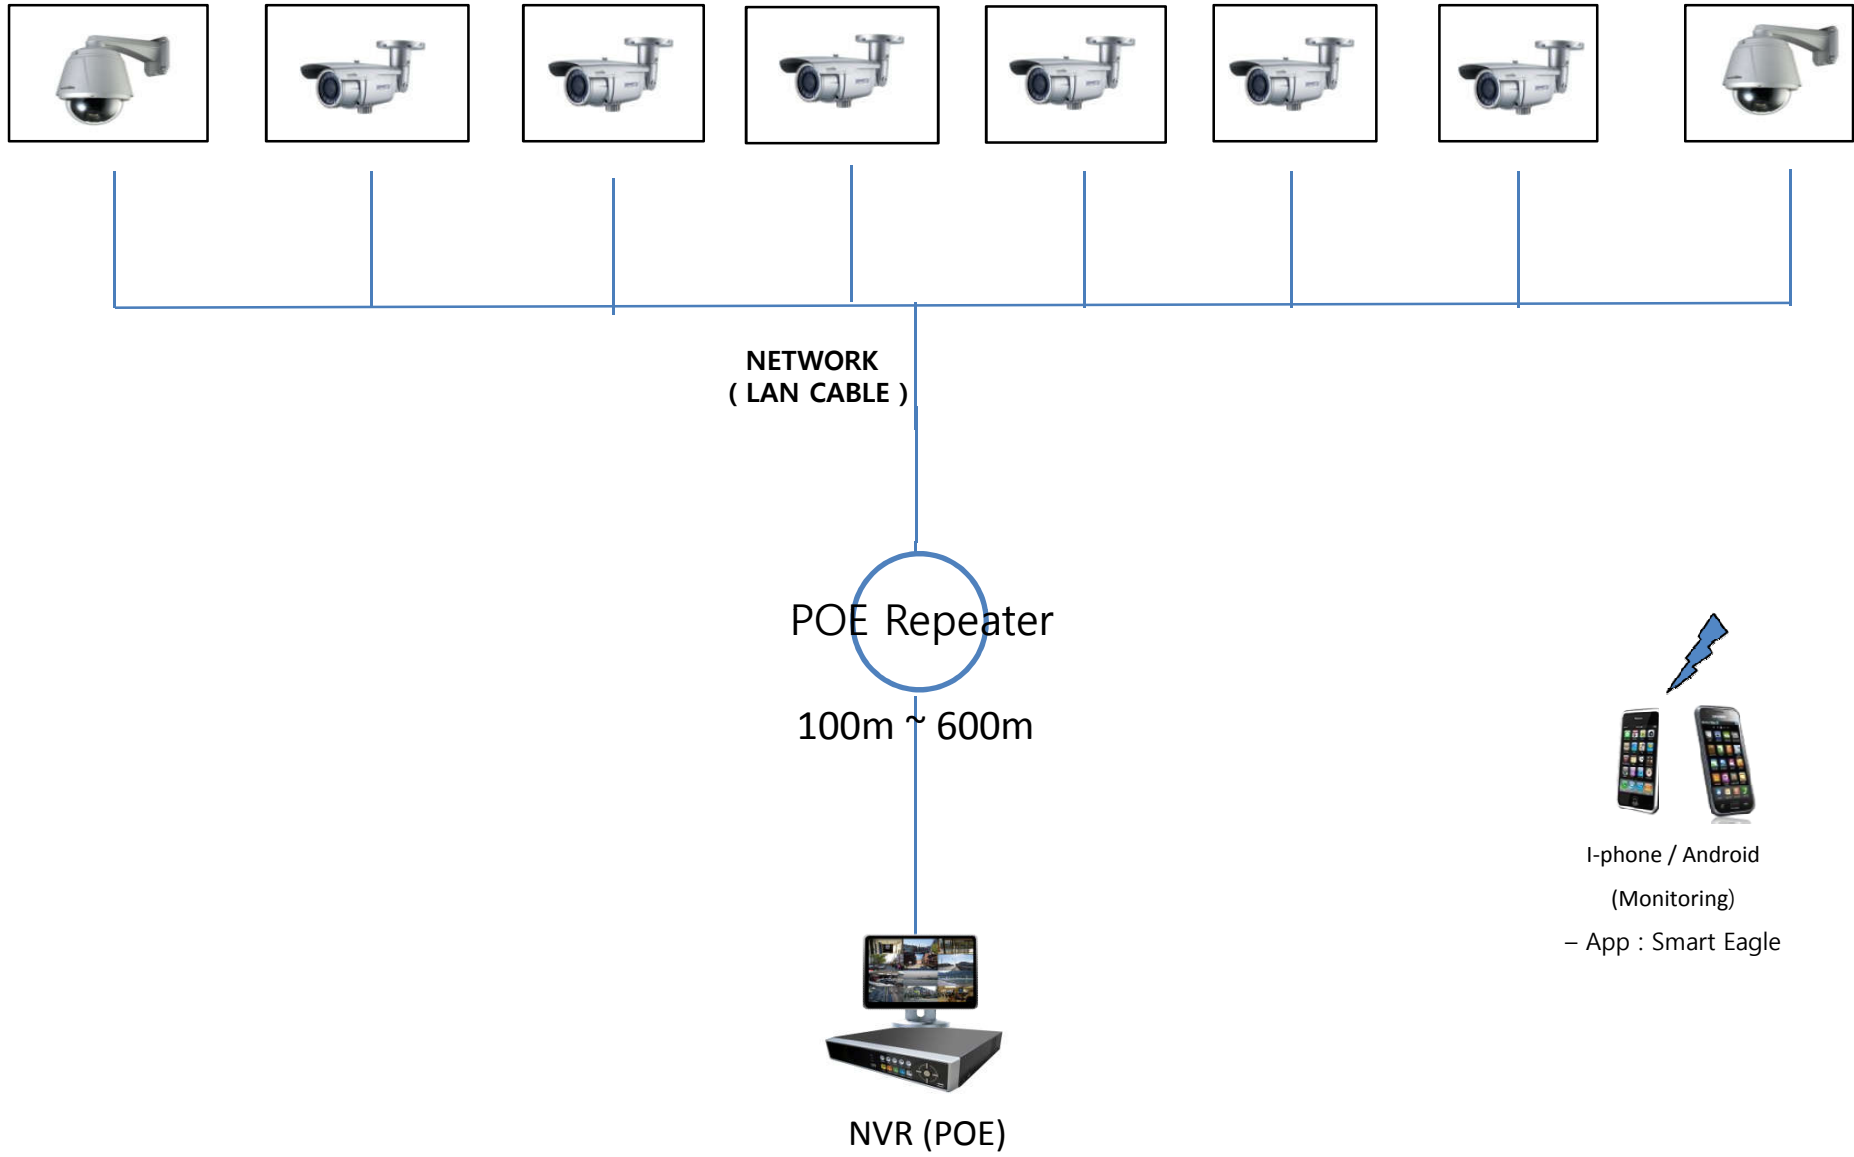 NETWORK
( LAN CABLE )
POE Repeater
100m ~ 600m
I-phone / Android
(Monitoring)
– App : Smart Eagle
NVR (POE)